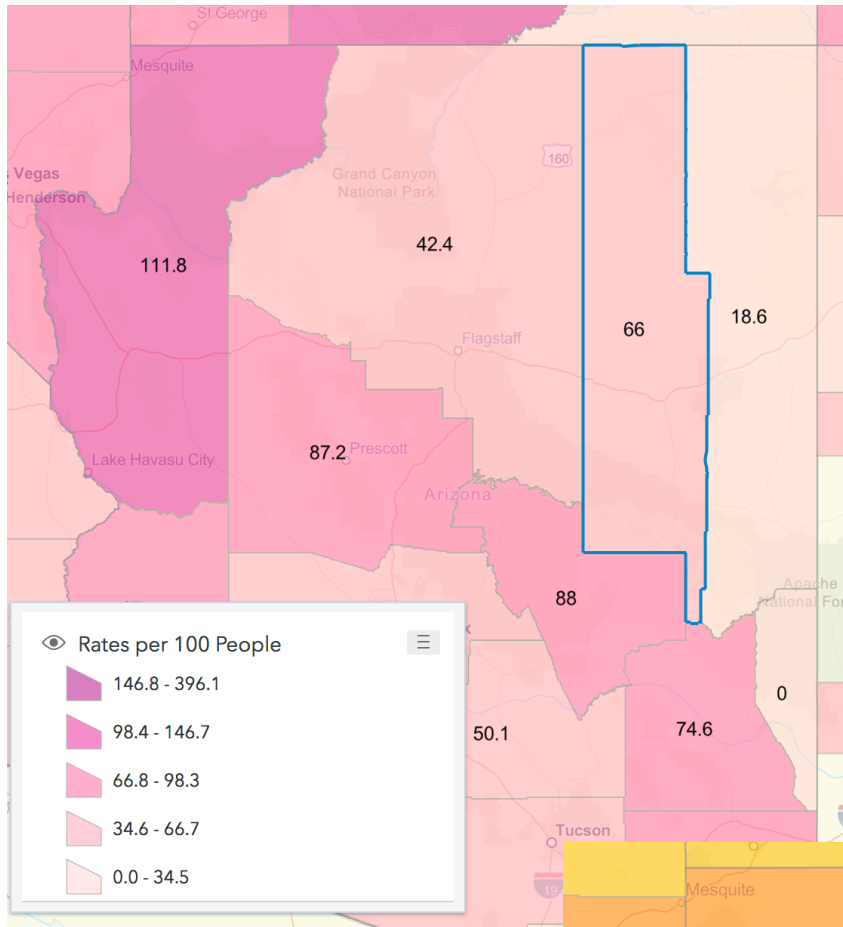 St George
Mesquite
s Vegas
Henderson
160
Grand Canyon
National Park
42.4
111.8
18.6
66
Flagstaff
87.2
Prescott
Lake Havasu City
Arizona
Apache
National For
88
x
0
74.6
50.1
Rates per 100 People
146.8 - 396.1
98.4 - 146.7
66.8 - 98.3
34.6 - 66.7
0.0 - 34.5
Tucson
19
Mesquite